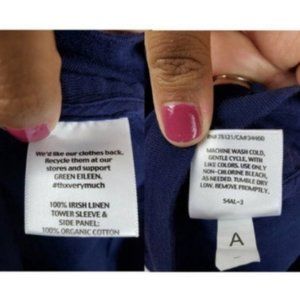 We'd like our clothes back.
Recycle them at our
stores and support
GREEN EILEEN.
#thxverymuch
100% IRISH LINEN
TOWER SLEEVE &
SIDE PANEL:
100% ORGANIC COTTON
MACHINE WASH COLD,
GENTLE CYCLE, WITH
LIKE COLORS. USE ONLY
NON-CHLORINE BLEACH,
AS NEEDED. TUMBLE DRY
LOW. REMOVE PROMPTLY.
S4AL-3
A